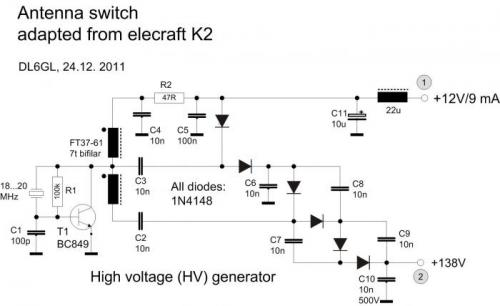 Antenna switch
adapted from elecraft K2
DL6GL, 24.12. 2011
R2
47R
1
+12V/9 mA
22u
C4
10n
C5
100n
C11
10u
FT37-61
7t bifilar
18...20
MHz
100k
R1
C3
10n
All diodes:
1N4148
C6
10n
C8
10n
C1
100p
T1
BC849
C2
10n
C7
10n
C9
10n
+138V
2
C10
10n
500V
High voltage (HV) generator